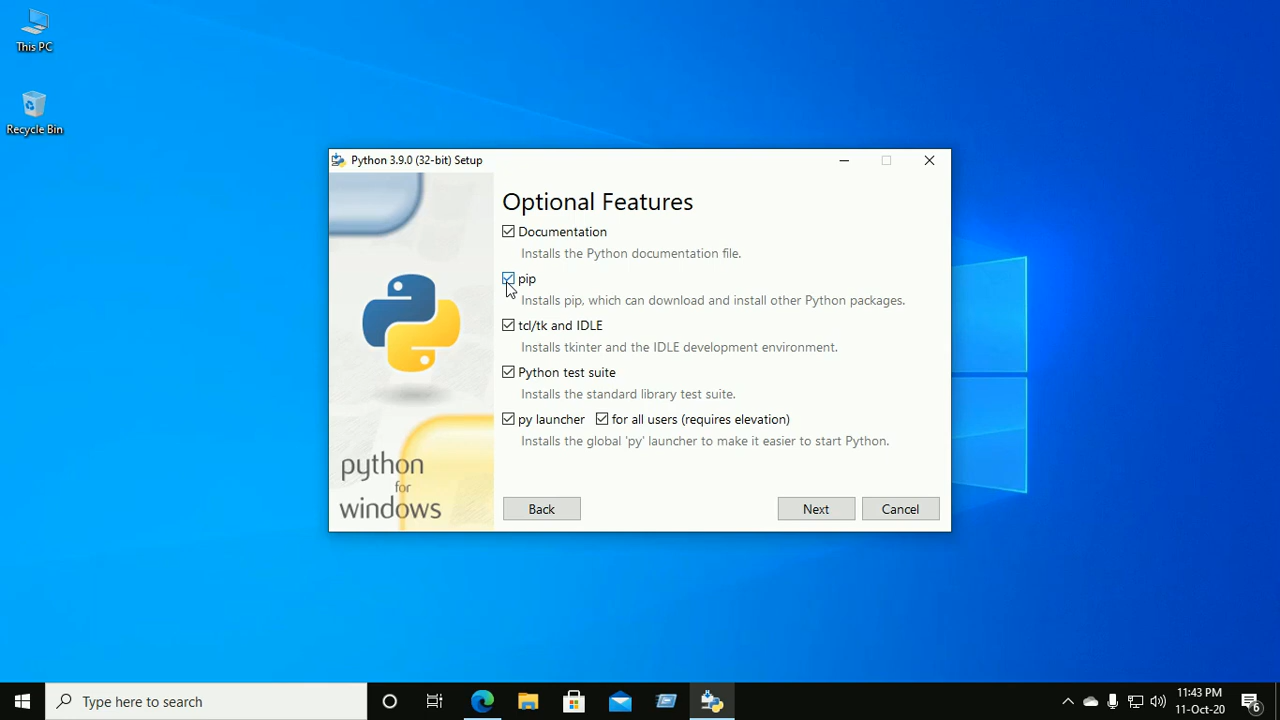 This PC
Recycle Bin
Python 3.9.0 (32-bit) Setup
Optional Features
Documentation
Installs the Python documentation file.
pip
Installs pip, which can download and install other Python packages.
tcl/tk and IDLE
Installs tkinter and the IDLE development environment.
Python test suite
Installs the standard library test suite.
py launcher for all users (requires elevation)
Installs the global 'py' launcher to make it easier to start Python.
python
for
windows
Back Next Cancel
Type here to search
11:43 PM
11-Oct-20
6